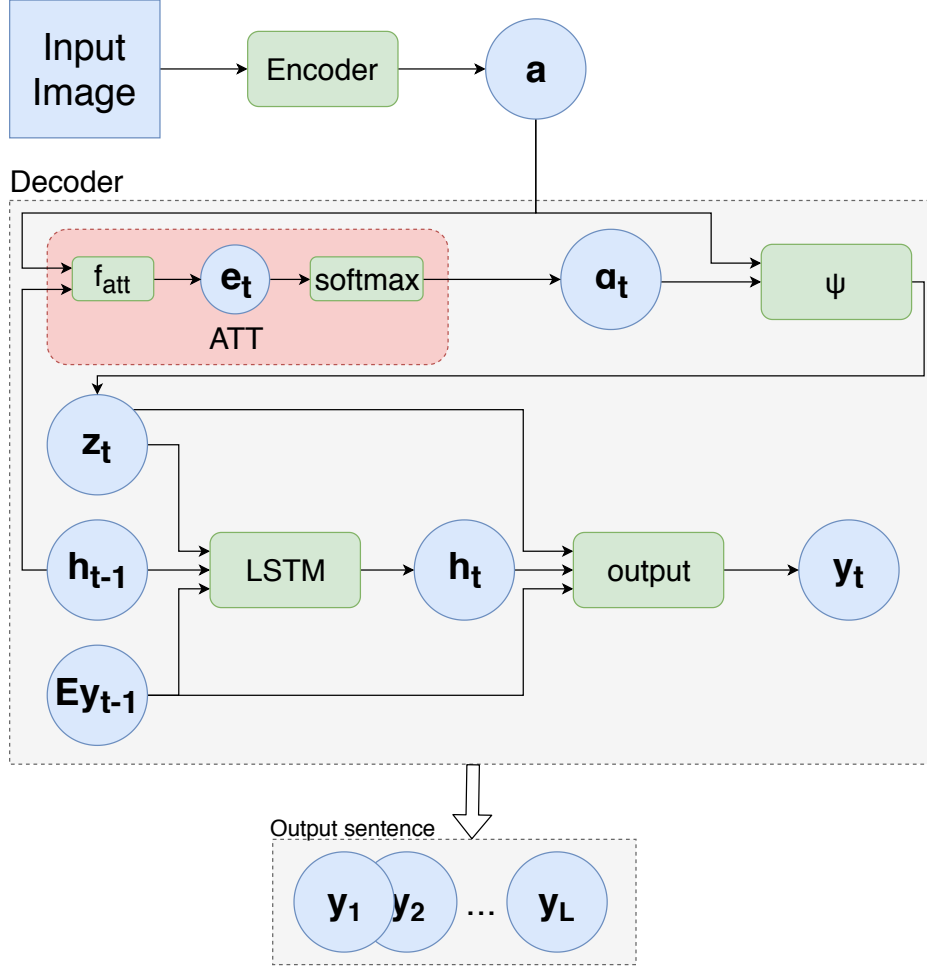 Input
Image
Encoder
a
Decoder
f_att
e_t
softmax
α_t
ψ
ATT
z_t
h_t-1
LSTM
h_t
output
y_t
Ey_t-1
Output sentence
y_1
y_2
...
y_L